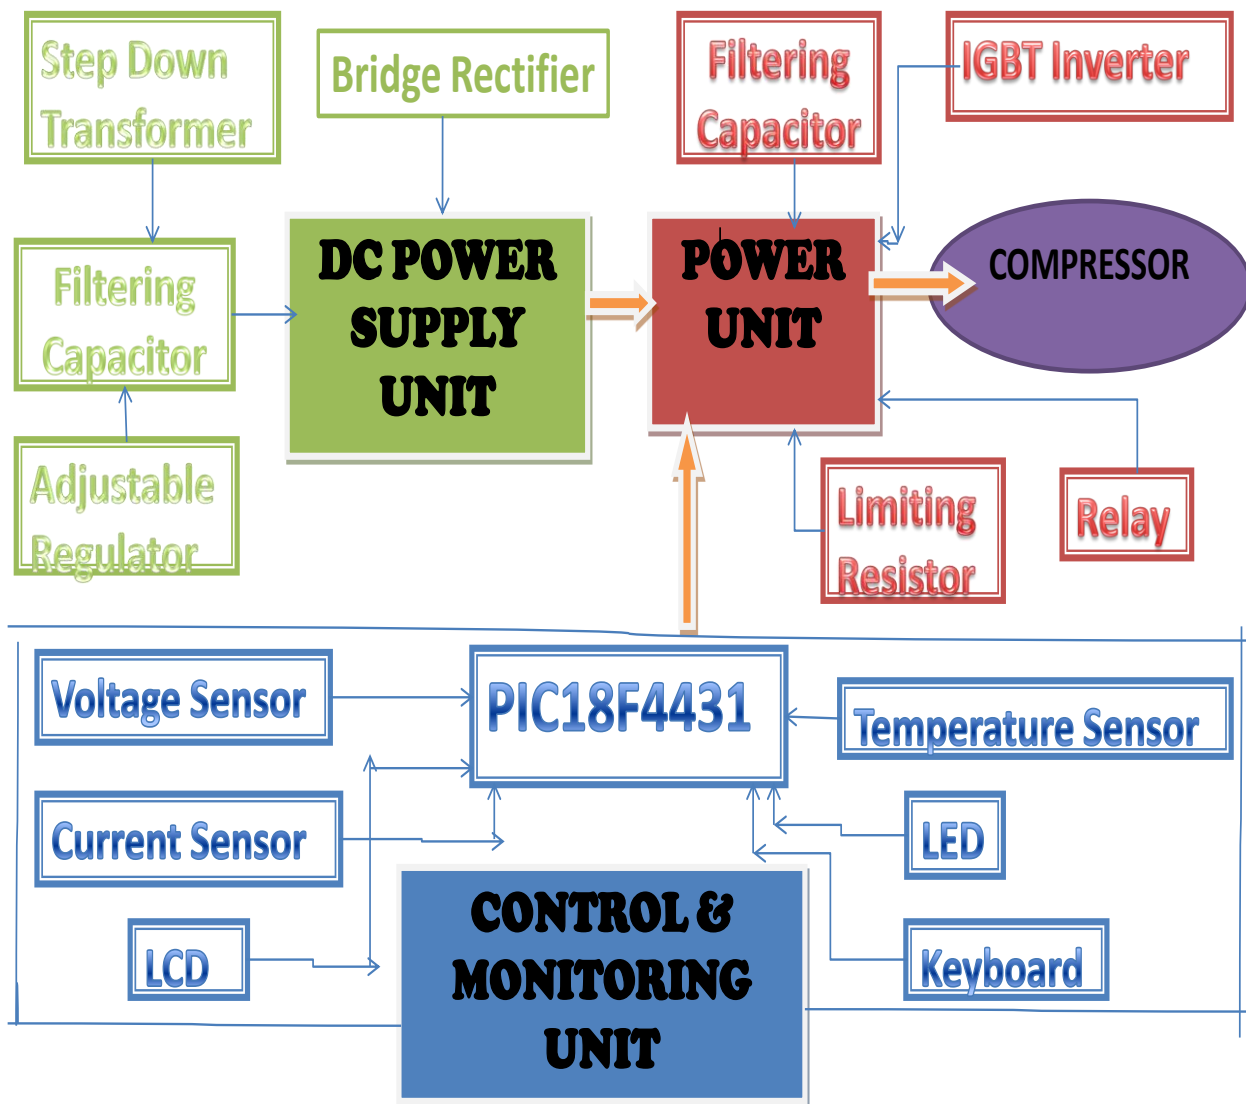 Step Down
Transformer
Bridge Rectifier
Filtering
Capacitor
IGBT Inverter
Filtering
Capacitor
DC POWER
SUPPLY
UNIT
POWER
UNIT
COMPRESSOR
Adjustable
Regulator
Limiting
Resistor
Relay
Voltage Sensor
PIC18F4431
Temperature Sensor
Current Sensor
LED
LCD
CONTROL &
MONITORING
UNIT
Keyboard